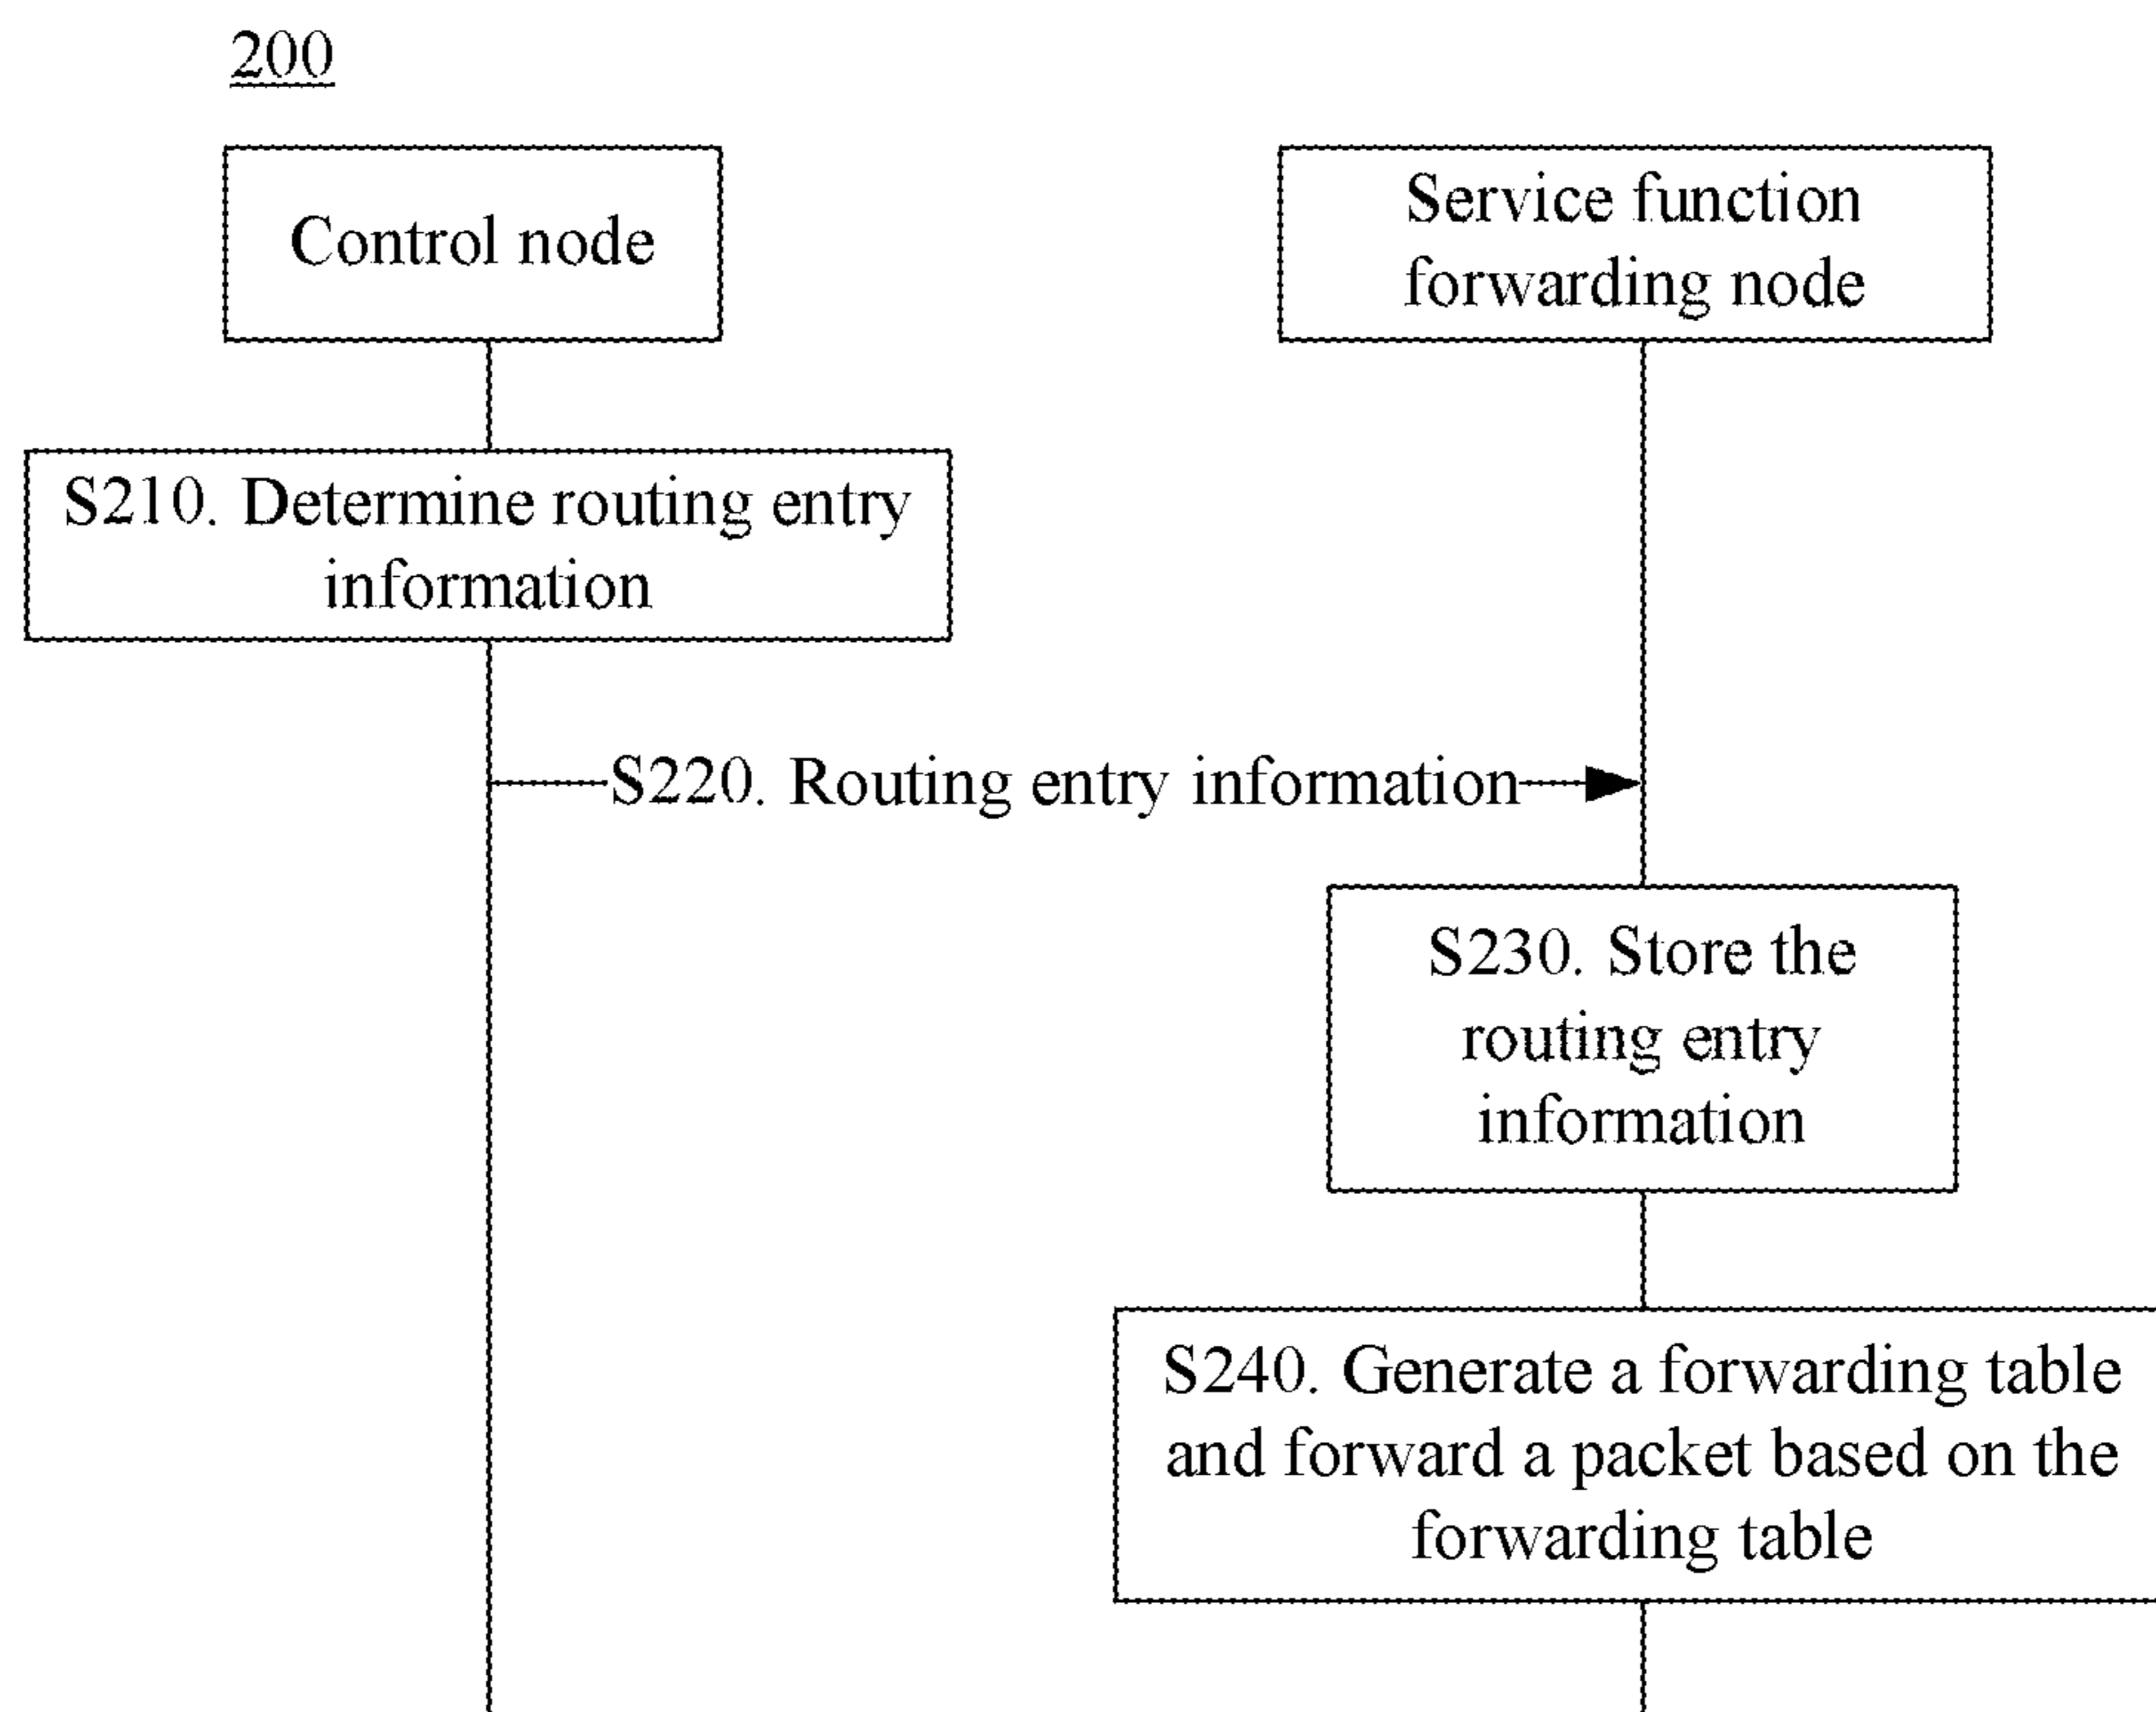 200
Control node
Service function
forwarding node
S210. Determine routing entry
information
S220. Routing entry information
S230. Store the
routing entry
information
S240. Generate a forwarding table
and forward a packet based on the
forwarding table